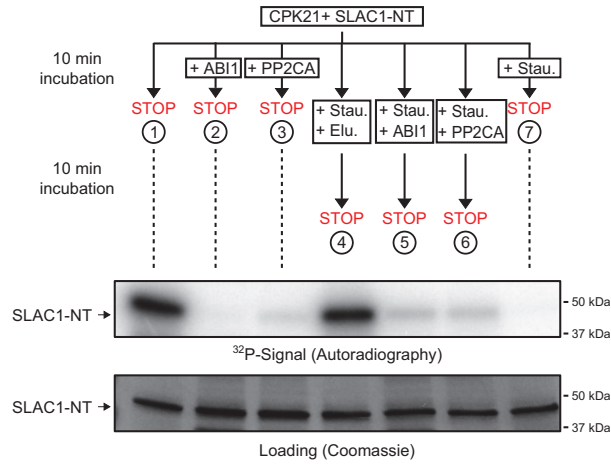 CPK21+ SLAC1-NT
10 min
incubation
+ ABI1
+ PP2CA
+ Stau.
STOP
STOP
STOP
STOP
1
2
3
7
+ Stau.
+ Elu.
+ Stau.
+ ABI1
+ Stau.
+ PP2CA
10 min
incubation
STOP
STOP
STOP
4
5
6
SLAC1-NT
50 kDa
37 kDa
32P-Signal (Autoradiography)
SLAC1-NT
50 kDa
37 kDa
Loading (Coomassie)